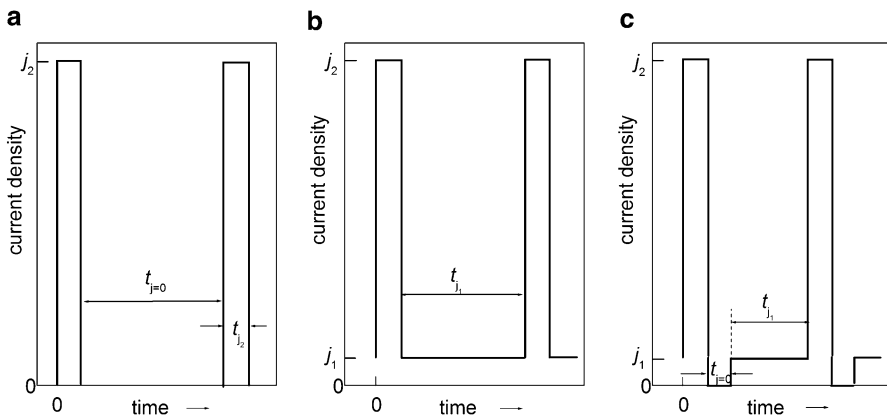 a
j2
current density
tj=0
tj2
0
0
time
b
j2
current density
tj1
j1
0
0
time
c
j2
current density
tj1
j1
tj=0
0
0
time